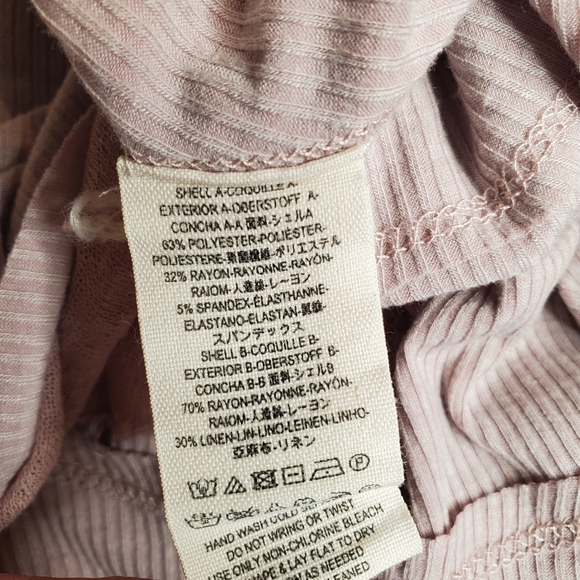 SHELL A-COQUILLE A-
EXTERIOR A-OBERSTOFF A-
CONCHA A-A 面料-シェルA
63% POLYESTER-POLIÉSTER-
POLIESTERE-聚酯纖維-ポリエステル
32% RAYON-RAYONNE-RAYÓN-
RAIOM-人造絲-レーヨン
5% SPANDEX-ÉLASTHANNE-
ELASTANO-ELASTAN-氨綸-
スパンデックス
SHELL B-COQUILLE B-
EXTERIOR B-OBERSTOFF B-
CONCHA B-B 面料-シェルB
70% RAYON-RAYONNE-RAYÓN-
RAIOM-人造絲-レーヨン
30% LINEN-LIN-LINO-LEINEN-LINHO-
亞麻布-リネン
HAND WASH COLD
DO NOT WRING OR TWIST
USE ONLY NON-CHLORINE BLEACH
& LAY FLAT TO DRY
AS NEEDED